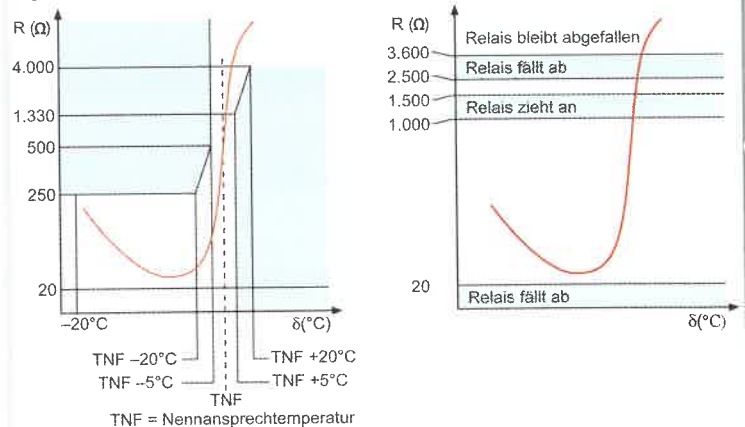 R (Ω)
4.000
1.330
500
250
20
–20°C
δ(°C)
TNF –20°C
TNF +20°C
TNF –5°C
TNF +5°C
TNF
TNF = Nennansprechtemperatur
R (Ω)
3.600
Relais bleibt abgefallen
Relais fällt ab
2.500
1.500
Relais zieht an
1.000
20
Relais fällt ab
δ(°C)